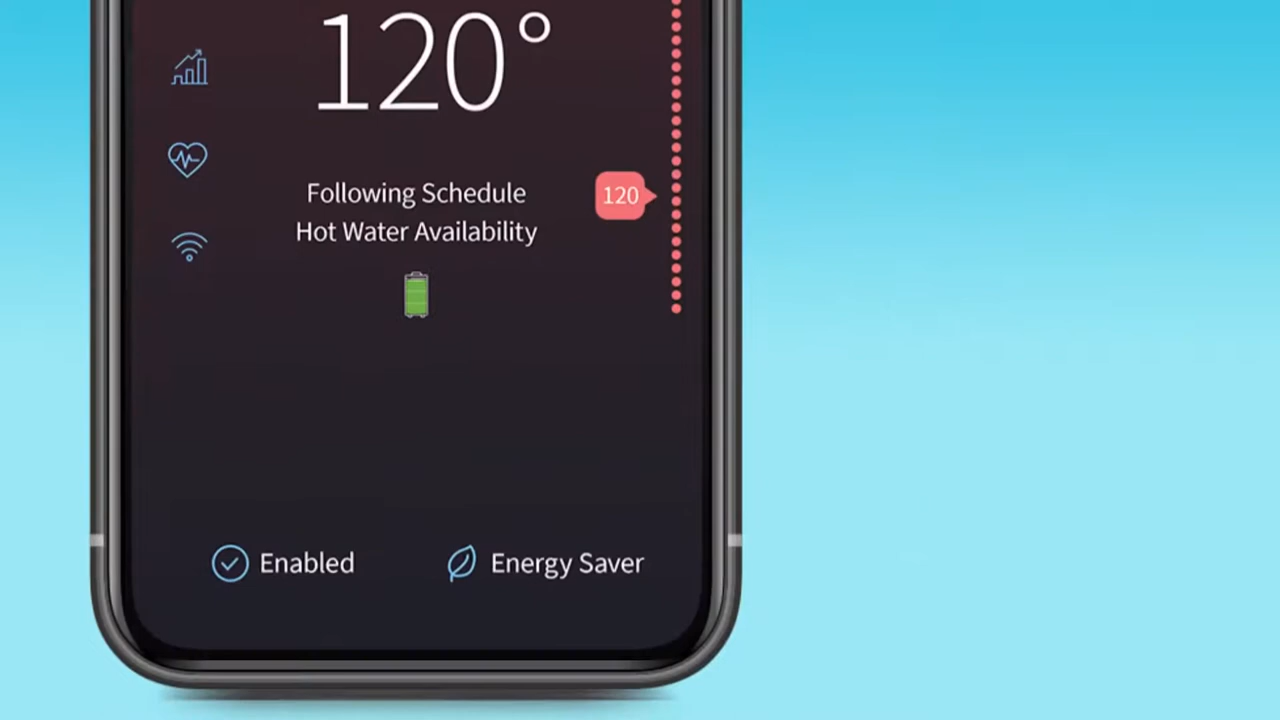 120°
Following Schedule
120
Hot Water Availability
Enabled
Energy Saver